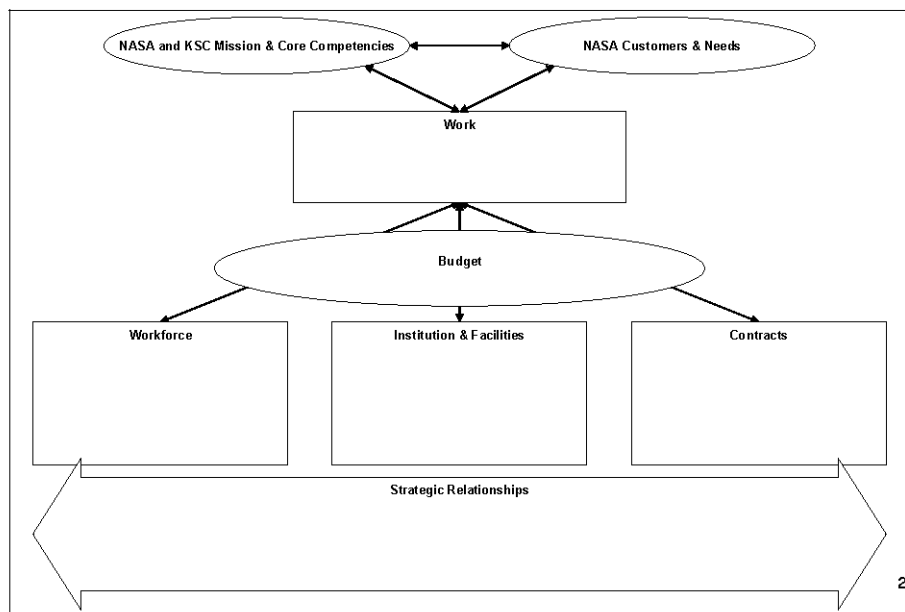 NASA and KSC Mission & Core Competencies
NASA Customers & Needs
Work
Budget
Workforce
Institution & Facilities
Contracts
Strategic Relationships
2